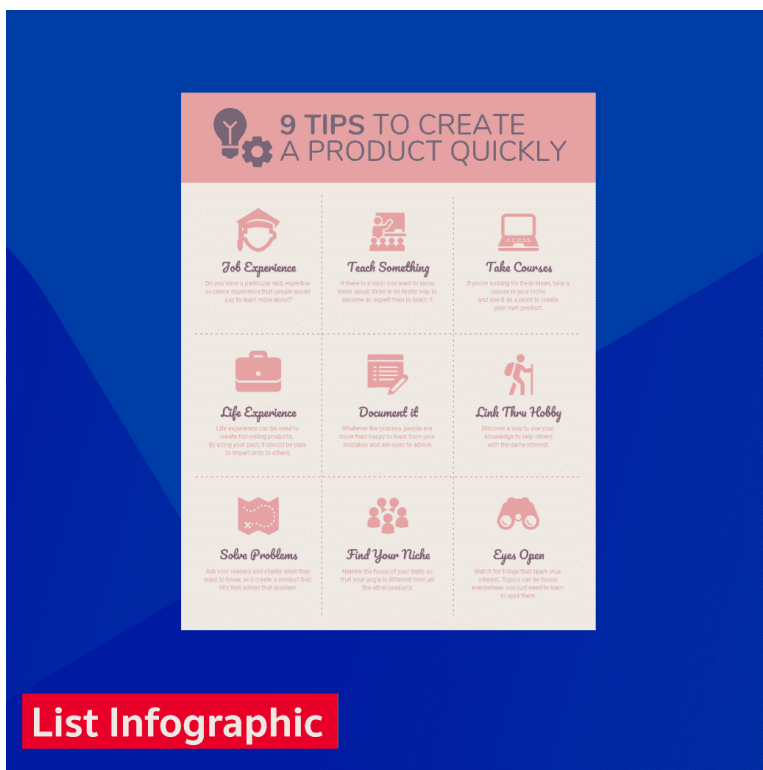 9 TIPS TO CREATE
A PRODUCT QUICKLY
Job Experience
Do you have a particular skill, expertise
or career experience that people would
pay to learn more about?
Teach Something
If there is a topic you want to know
more about, there is no faster way to
become an expert than to teach it.
Take Courses
If you're looking for fresh ideas, take a
course in your niche
and use it as a point to create
your own product.
Life Experience
Life experience can be used to
create hot selling products.
By using your past, it should be easy
to impart to others.
Document it
Whatever the process, people are
more than happy to learn from your
mistakes and are open to advice.
Link Thru Hobby
Discover a way to use your
knowledge to help others
with the same interest.
Solve Problems
Ask your readers and clients what they
want to know, and create a product that
fits that solves that problem.
Find Your Niche
Narrow the focus of your topic so
that your angle is different from all
the other products.
Eyes Open
Watch for things that spark your
interest. Topics can be found
everywhere you just need to learn
to spot them.
List Infographic